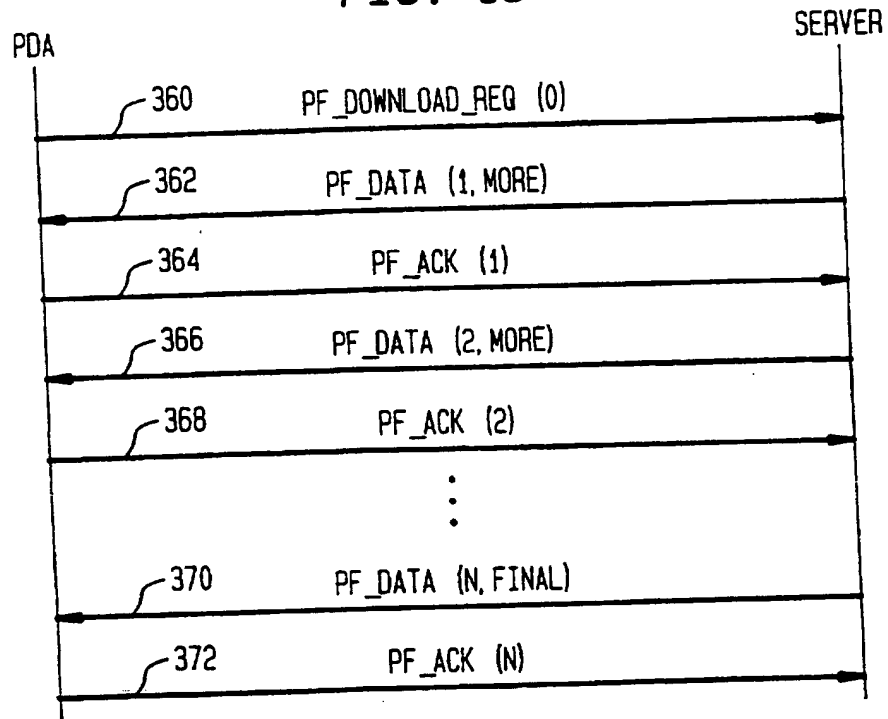 PDA
SERVER
360 PF_DOWNLOAD_REQ (0)
362 PF_DATA (1, MORE)
364 PF_ACK (1)
366 PF_DATA (2, MORE)
368 PF_ACK (2)
370 PF_DATA (N, FINAL)
372 PF_ACK (N)